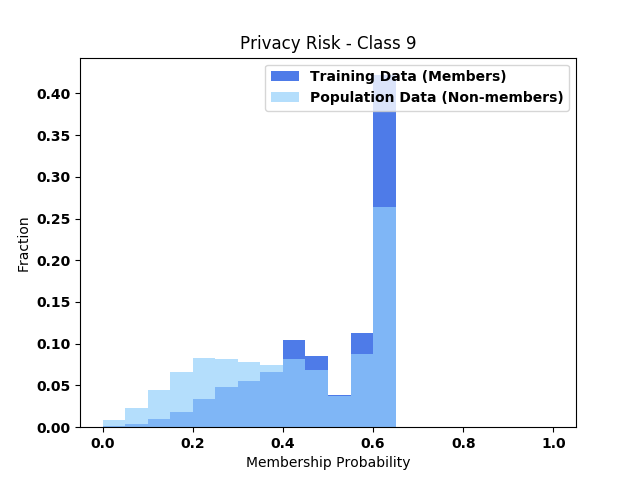 Privacy Risk - Class 9
Training Data (Members)
Population Data (Non-members)
0.40
0.35
0.30
0.25
0.20
0.15
0.10
0.05
0.00
Fraction
0.0 0.2 0.4 0.6 0.8 1.0
Membership Probability